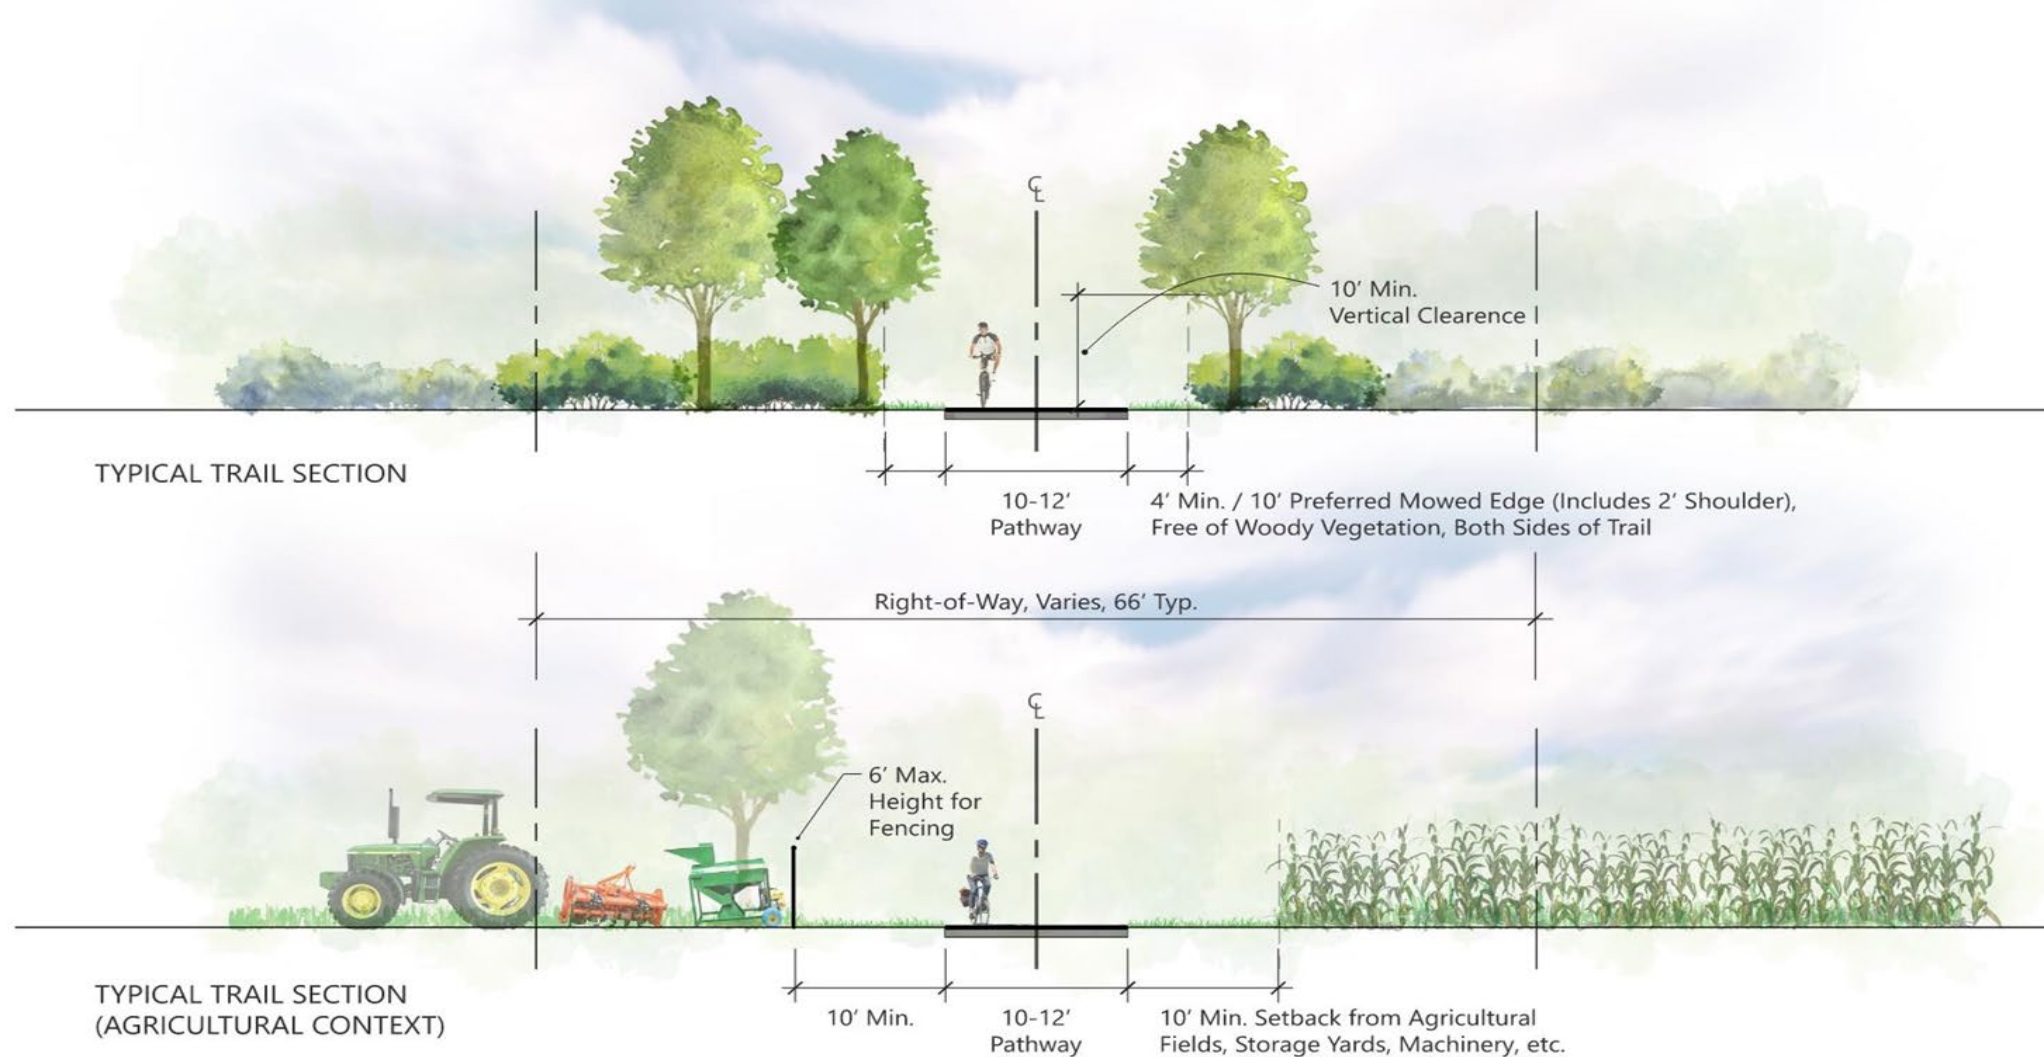 ℄
10' Min.
Vertical Clearence
TYPICAL TRAIL SECTION
10-12'
Pathway
4' Min. / 10' Preferred Mowed Edge (Includes 2' Shoulder),
Free of Woody Vegetation, Both Sides of Trail
Right-of-Way, Varies, 66' Typ.
℄
6' Max.
Height for
Fencing
TYPICAL TRAIL SECTION
(AGRICULTURAL CONTEXT)
10' Min.
10-12'
Pathway
10' Min. Setback from Agricultural
Fields, Storage Yards, Machinery, etc.